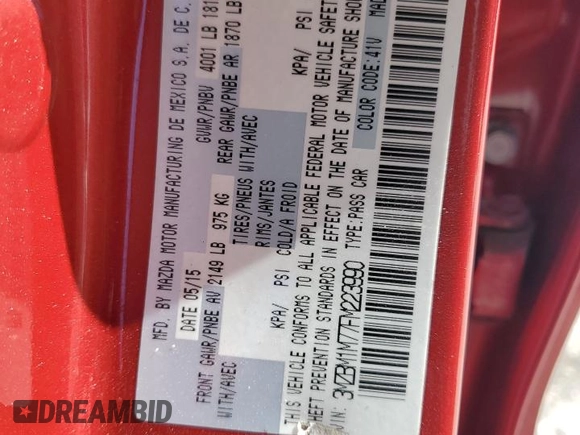 MFD. BY MAZDA MOTOR MANUFACTURING DE MEXICO S.A. DE C.
DATE 05/15 GVWR/PNBV 4001 LB 181
FRONT GAWR/PNBE AV 2149 LB 975 KG REAR GAWR/PNBE AR 1870 LB
WITH/AVEC TIRES/PNEUS WITH/AVEC
RIMS/JANTES
KPA/ PSI COLD/A FROID KPA/ PSI
THIS VEHICLE CONFORMS TO ALL APPLICABLE FEDERAL MOTOR VEHICLE SAFET
THEFT PREVENTION STANDARDS IN EFFECT ON THE DATE OF MANUFACTURE SHOWN
VIN: 3MZBM1M77FM223990 TYPE:PASS CAR COLOR CODE:41V MAD
DREAMBID